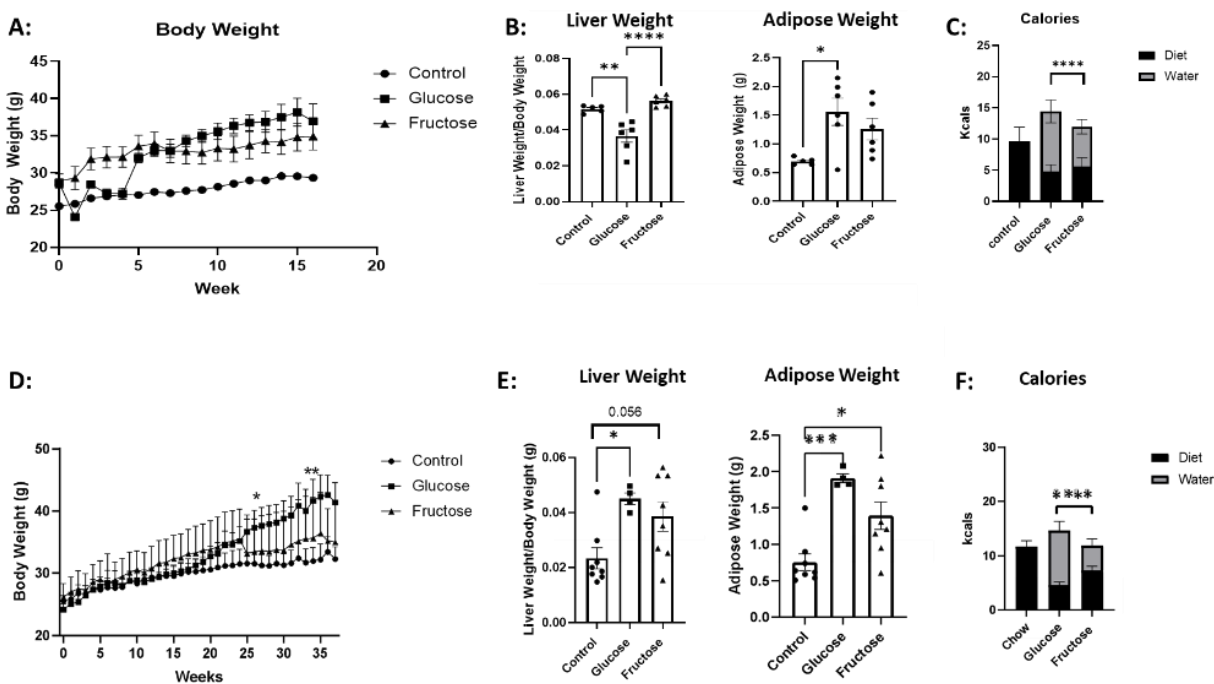 A:
Body Weight
Body Weight (g)
45
40
35
30
25
20
0
5
10
15
20
Week
Control
Glucose
Fructose
B:
Liver Weight
**
****
Liver Weight/Body Weight
0.08
0.06
0.04
0.02
0.00
Control
Glucose
Fructose
Adipose Weight
*
Adipose Weight (g)
2.5
2.0
1.5
1.0
0.5
0.0
Control
Glucose
Fructose
C:
Calories
****
Kcals
25
20
15
10
5
0
control
Glucose
Fructose
Diet
Water
D:
Body Weight (g)
50
40
30
20
*
**
0
5
10
15
20
25
30
35
Weeks
Control
Glucose
Fructose
E:
Liver Weight
0.056
*
Liver Weight/Body Weight (g)
0.06
0.04
0.02
0.00
Control
Glucose
Fructose
Adipose Weight
*
***
Adipose Weight (g)
2.5
2.0
1.5
1.0
0.5
0.0
Control
Glucose
Fructose
F:
Calories
****
kcals
30
20
10
0
Chow
Glucose
Fructose
Diet
Water